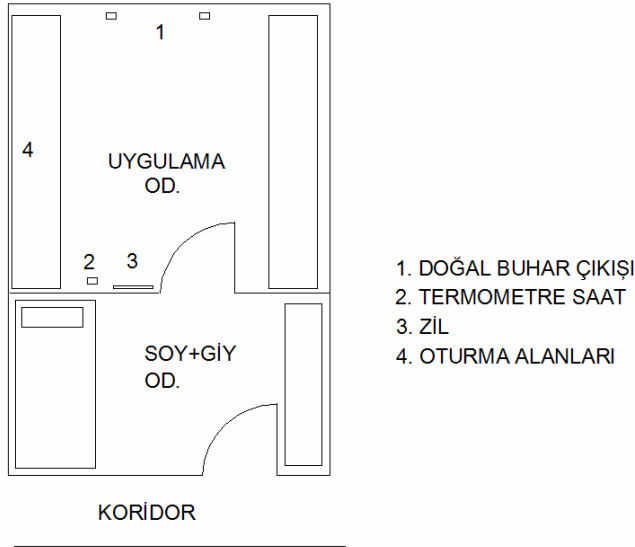 1
4
UYGULAMA
OD.
2
3
SOY+GİY
OD.
KORİDOR
1. DOĞAL BUHAR ÇIKIŞI
2. TERMOMETRE SAAT
3. ZİL
4. OTURMA ALANLARI